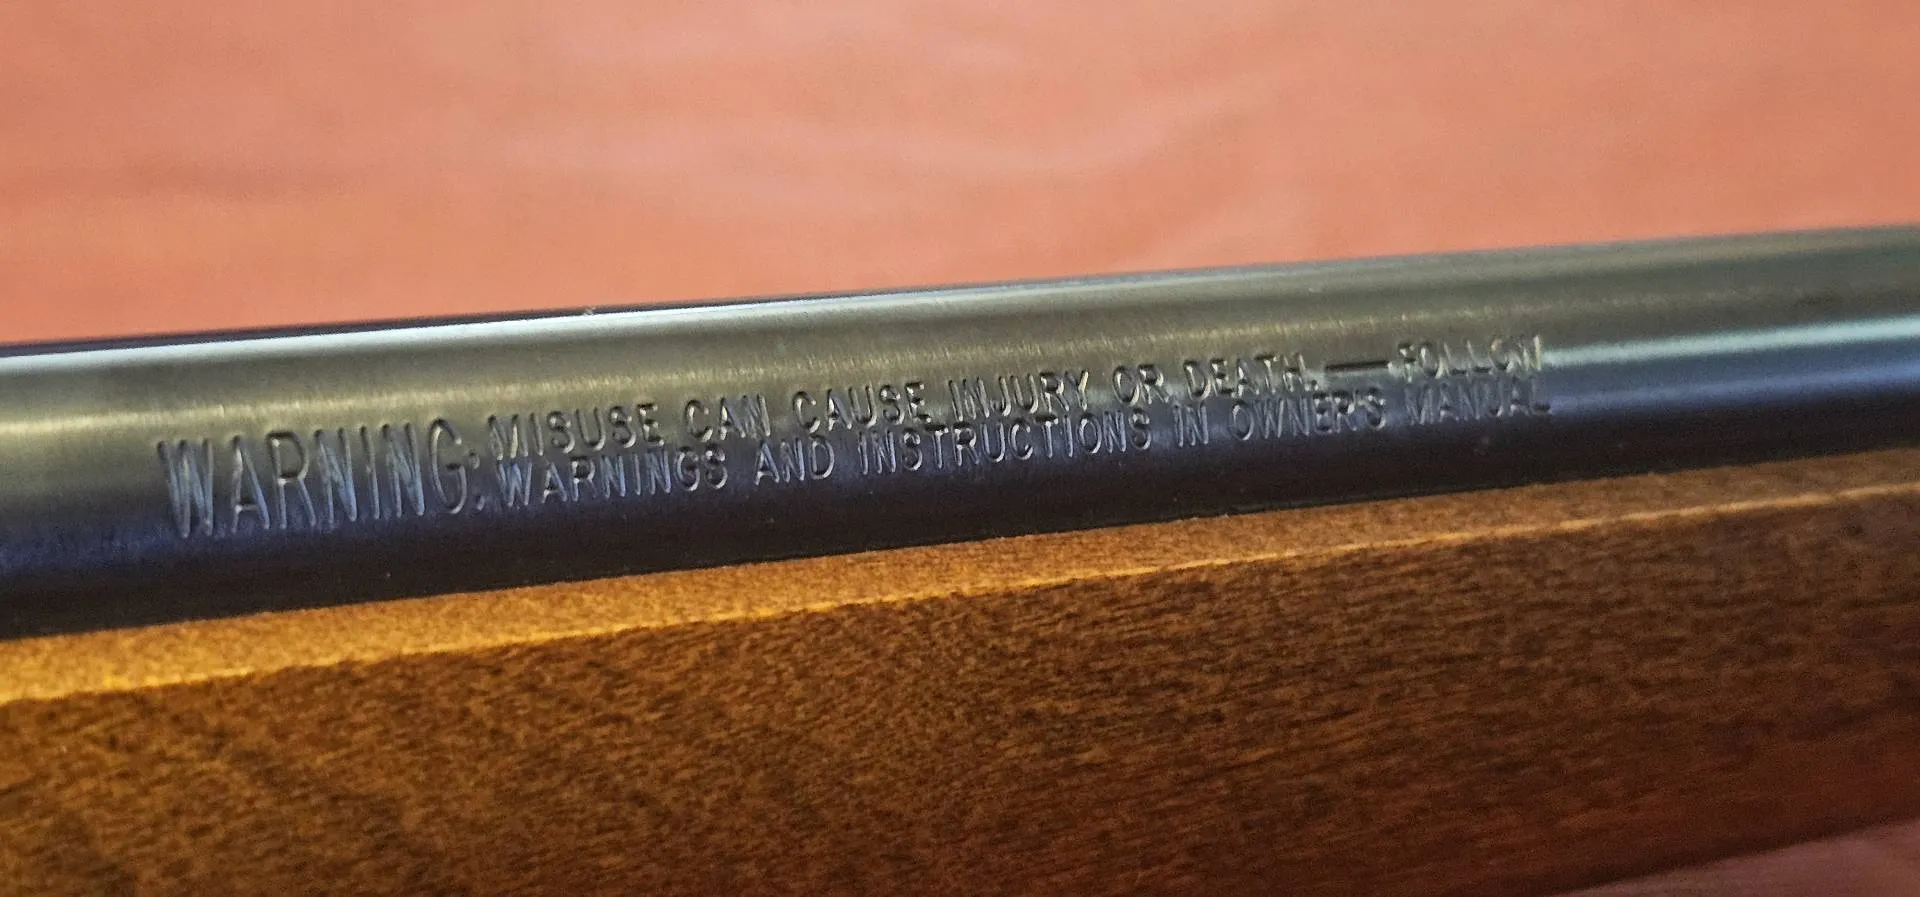 WARNING: MISUSE CAN CAUSE INJURY OR DEATH.—FOLLOW
WARNINGS AND INSTRUCTIONS IN OWNER'S MANUAL